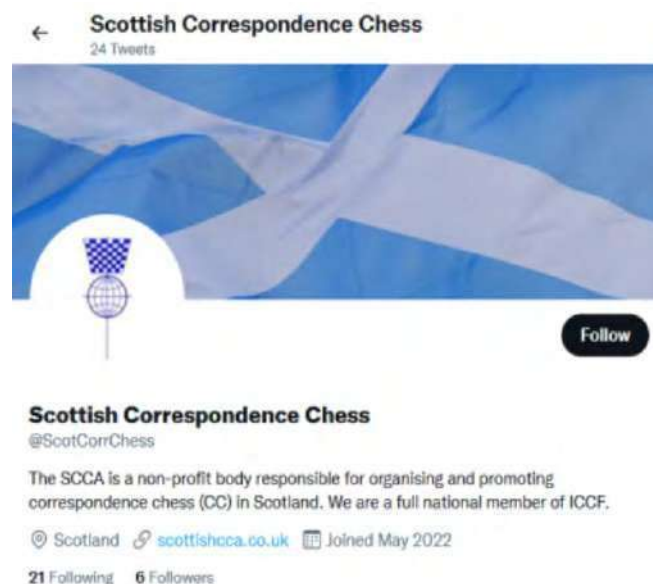 Scottish Correspondence Chess
24 Tweets
Follow
Scottish Correspondence Chess
@ScotCorrChess
The SCCA is a non-profit body responsible for organising and promoting
correspondence chess (CC) in Scotland. We are a full national member of ICCF.
Scotland scottishcca.co.uk Joined May 2022
21 Following 6 Followers